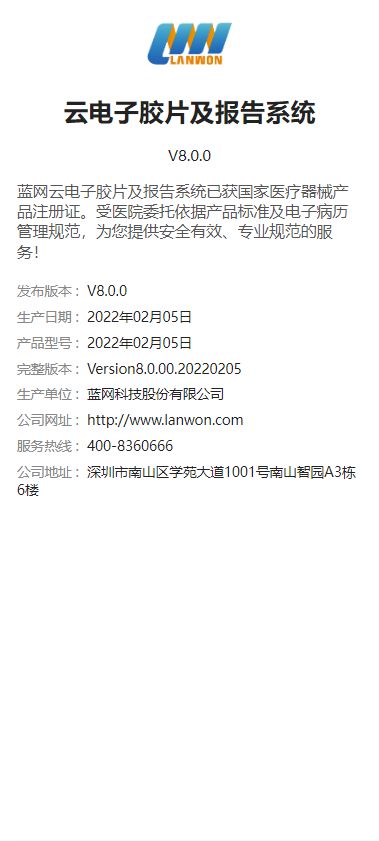 LANWON
云电子胶片及报告系统
V8.0.0
蓝网云电子胶片及报告系统已获国家医疗器械产
品注册证。受医院委托依据产品标准及电子病历
管理规范，为您提供安全有效、专业规范的服
务！
发布版本： V8.0.0
生产日期： 2022年02月05日
产品型号： 2022年02月05日
完整版本： Version8.0.00.20220205
生产单位： 蓝网科技股份有限公司
公司网址： http://www.lanwon.com
服务热线： 400-8360666
公司地址： 深圳市南山区学苑大道1001号南山智园A3栋
6楼